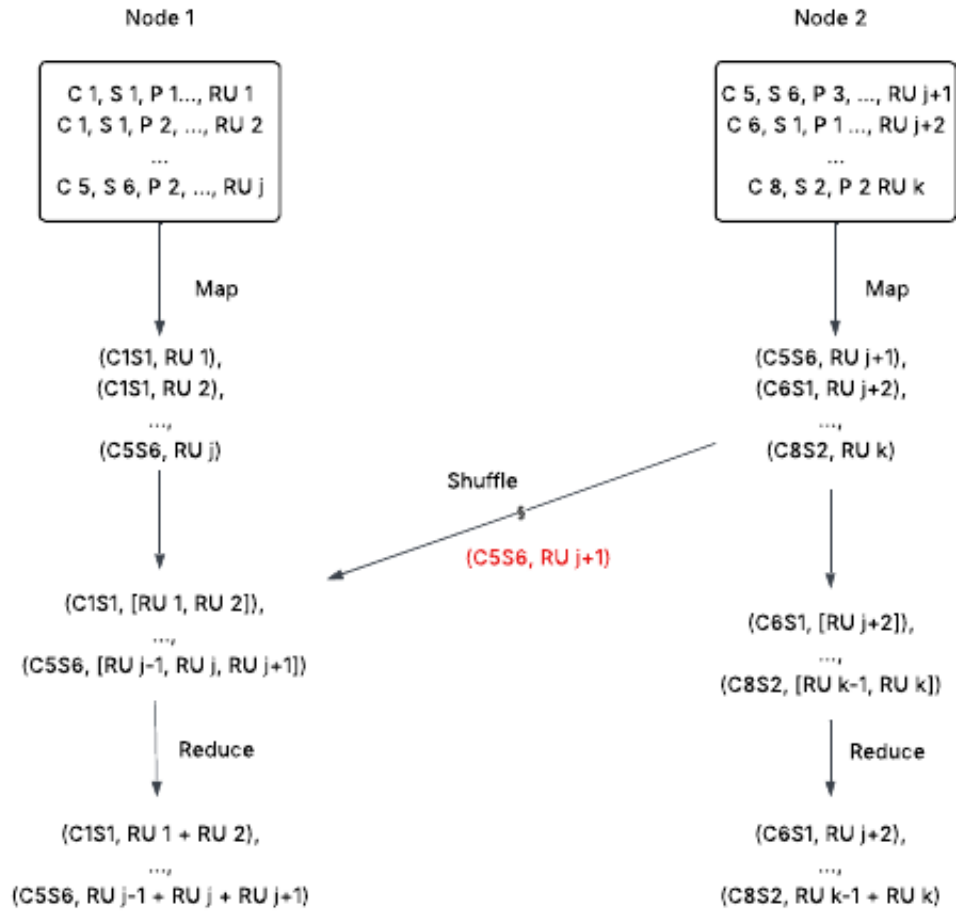 Node 1
Node 2
C 1, S 1, P 1..., RU 1
C 1, S 1, P 2, ..., RU 2
...
C 5, S 6, P 2, ..., RU j
C 5, S 6, P 3, ..., RU j+1
C 6, S 1, P 1 ..., RU j+2
...
C 8, S 2, P 2 RU k
Map
Map
(C1S1, RU 1),
(C1S1, RU 2),
...,
(C5S6, RU j)
(C5S6, RU j+1),
(C6S1, RU j+2),
...,
(C8S2, RU k)
Shuffle
§
(C5S6, RU j+1)
(C1S1, [RU 1, RU 2]),
...,
(C5S6, [RU j-1, RU j, RU j+1])
(C6S1, [RU j+2]),
...,
(C8S2, [RU k-1, RU k])
Reduce
Reduce
(C1S1, RU 1 + RU 2),
...,
(C5S6, RU j-1 + RU j + RU j+1)
(C6S1, RU j+2),
...,
(C8S2, RU k-1 + RU k)